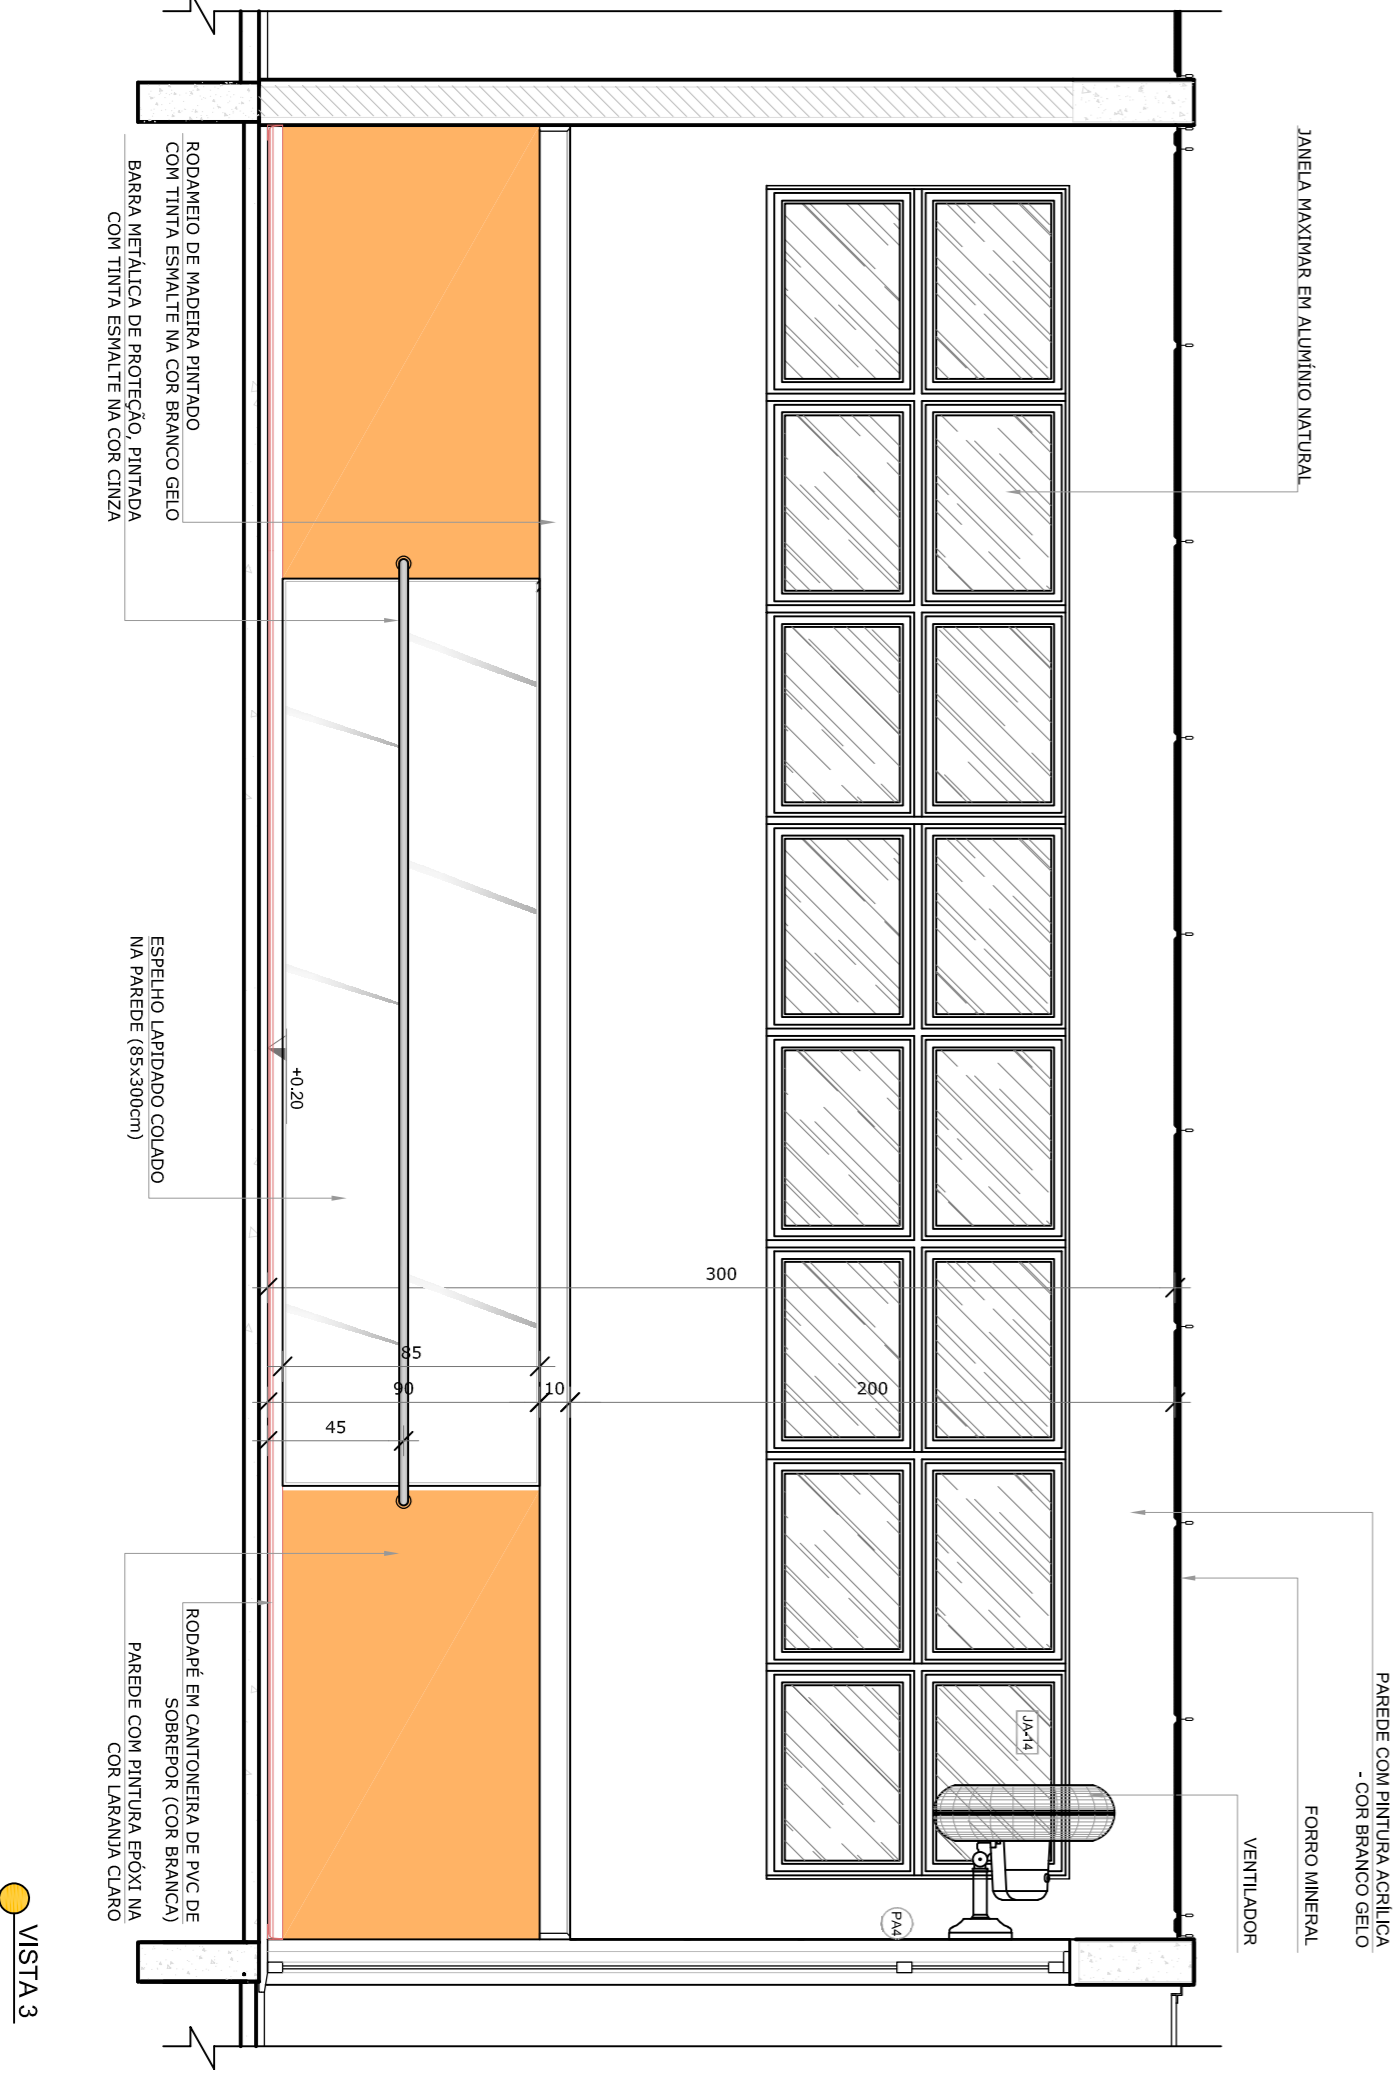 JANELA MAXIMAR EM ALUMÍNIO NATURAL
PAREDE COM PINTURA ACRÍLICA
- COR BRANCO GELO
FORRO MINERAL
VENTILADOR
JA-14
PA4
300
85
90
10
200
45
+0.20
RODAMEIO DE MADEIRA PINTADO
COM TINTA ESMALTE NA COR BRANCO GELO
BARRA METÁLICA DE PROTEÇÃO, PINTADA
COM TINTA ESMALTE NA COR CINZA
ESPELHO LAPIDADO COLADO
NA PAREDE (85x300cm)
RODAPÉ EM CANTONEIRA DE PVC DE
SOBREPOR (COR BRANCA)
PAREDE COM PINTURA EPÓXI NA
COR LARANJA CLARO
VISTA 3